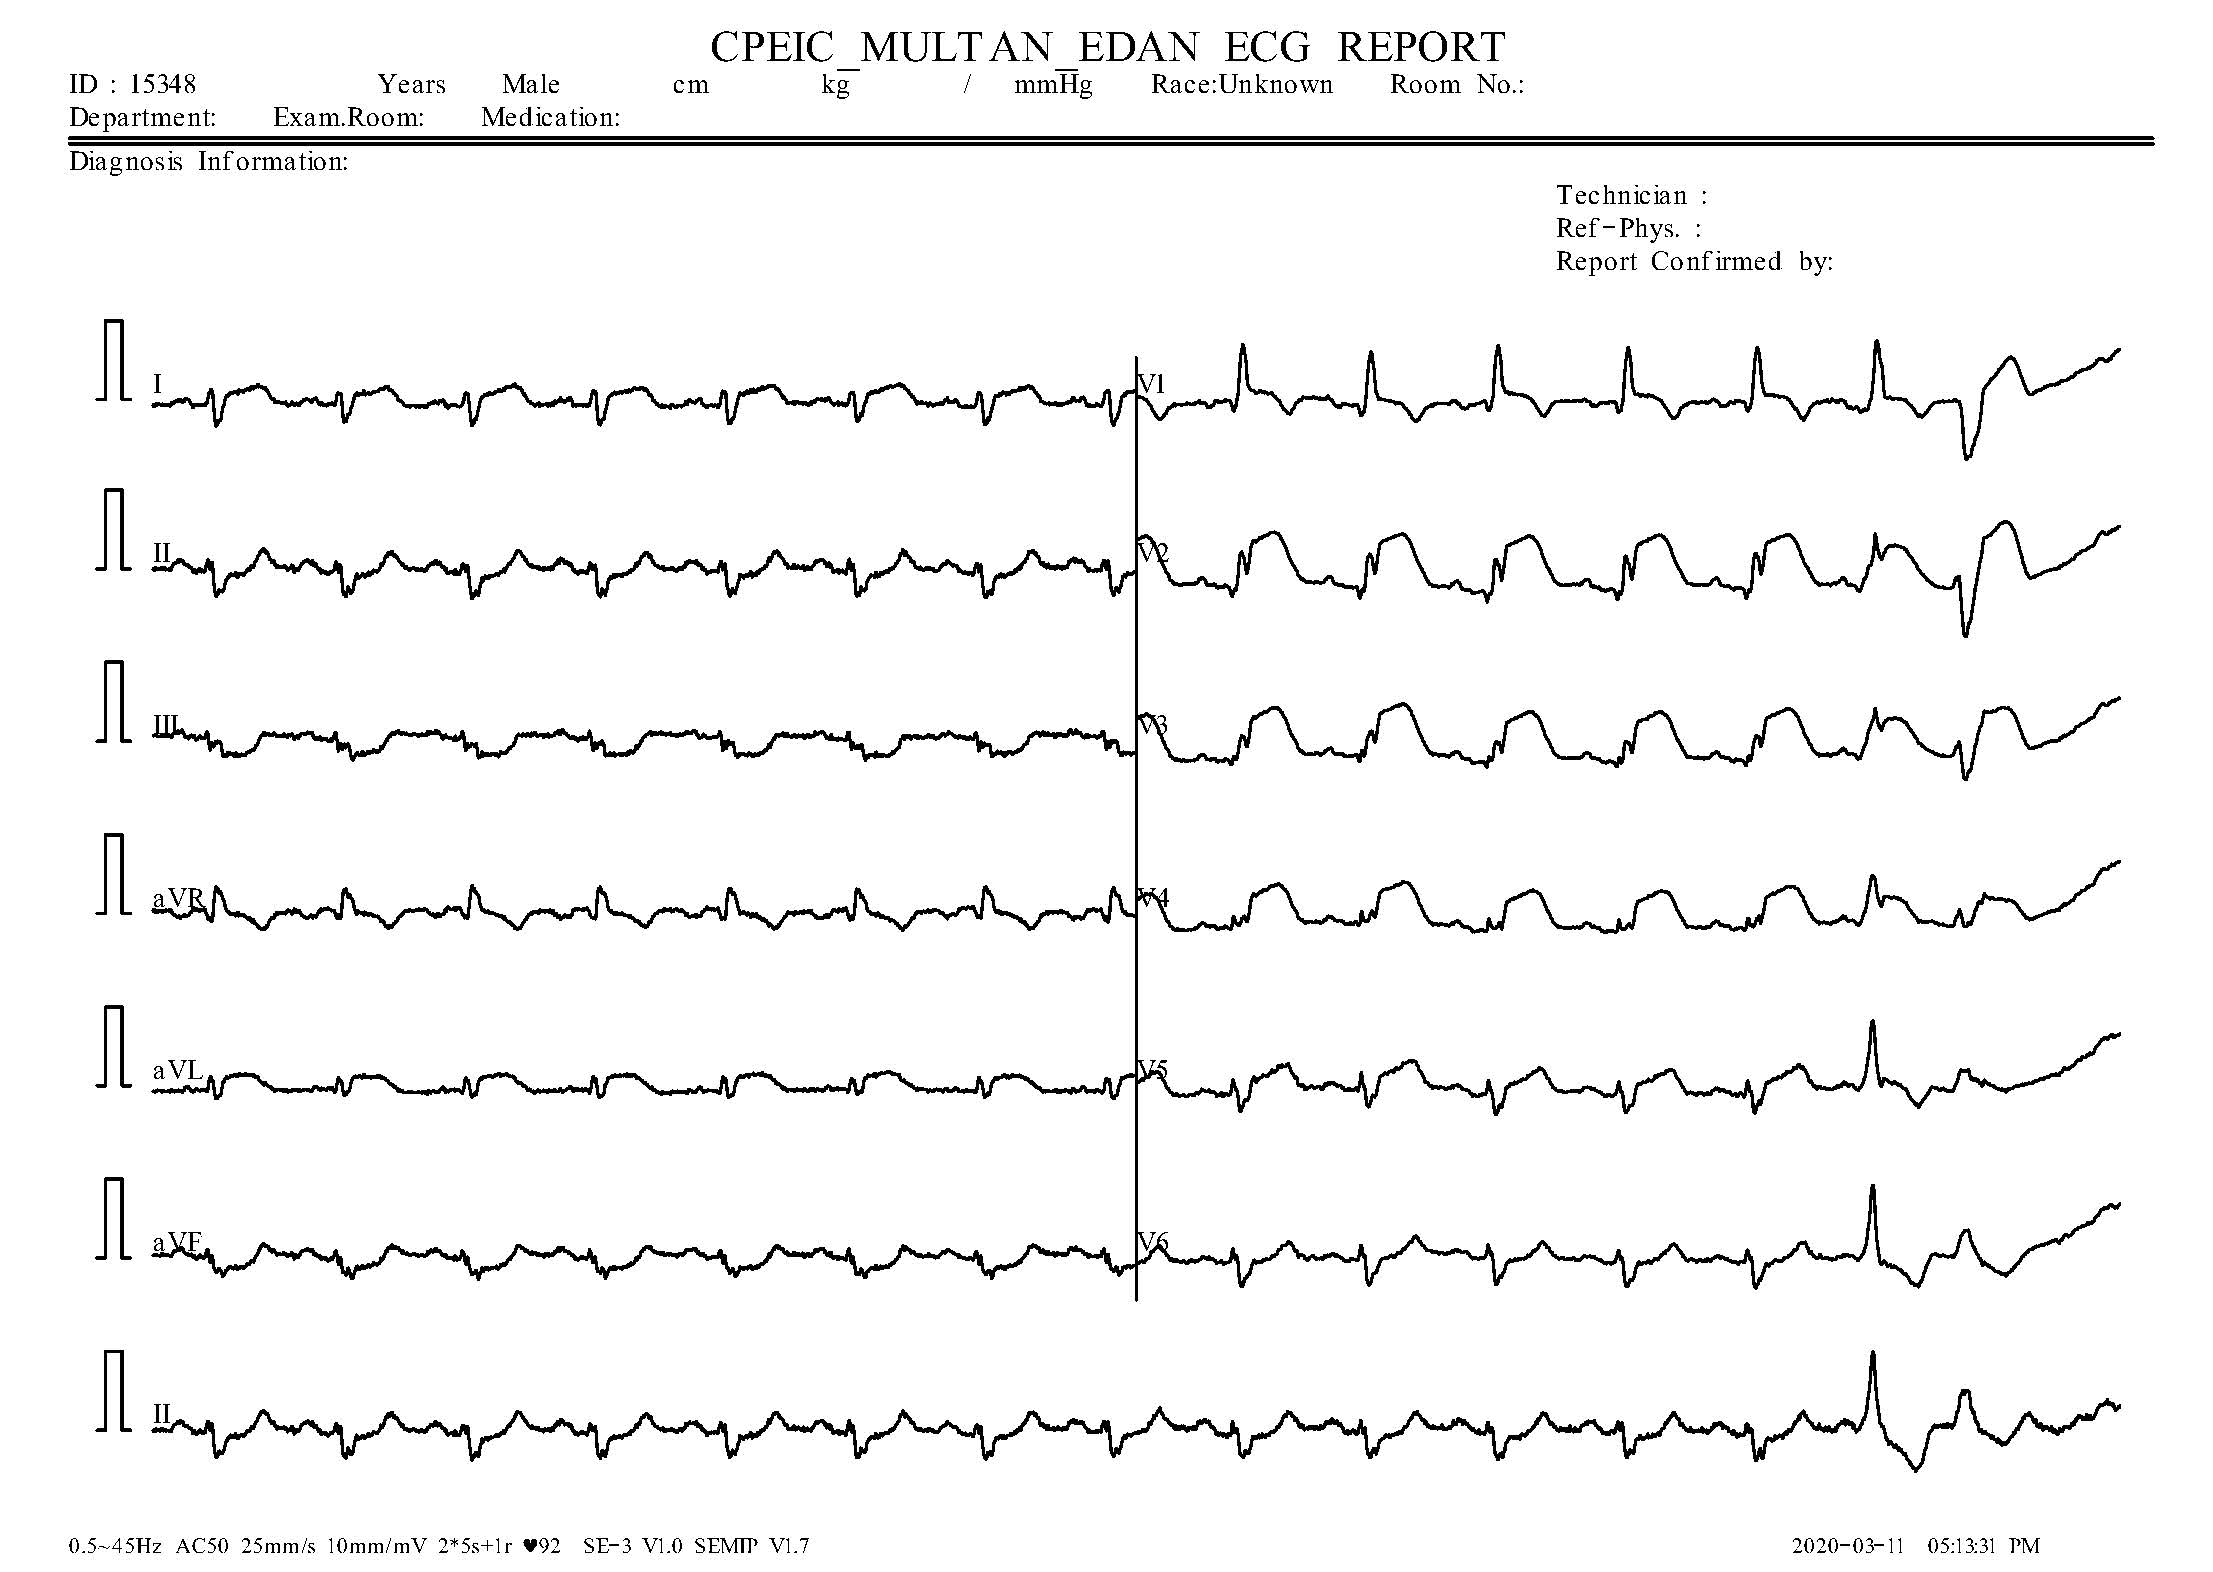 CPEIC_MULTAN_EDAN ECG REPORT
ID : 15348 Years Male cm kg / mmHg Race:Unknown Room No.:
Department: Exam.Room: Medication:
Diagnosis Information:
Technician :
Ref-Phys. :
Report Confirmed by:
I V1
II V2
III V3
aVR V4
aVL V5
aVF V6
II
0.5~45Hz AC50 25mm/s 10mm/mV 2*5s+1r ♥92 SE-3 V1.0 SEMIP V1.7 2020-03-11 05:13:31 PM